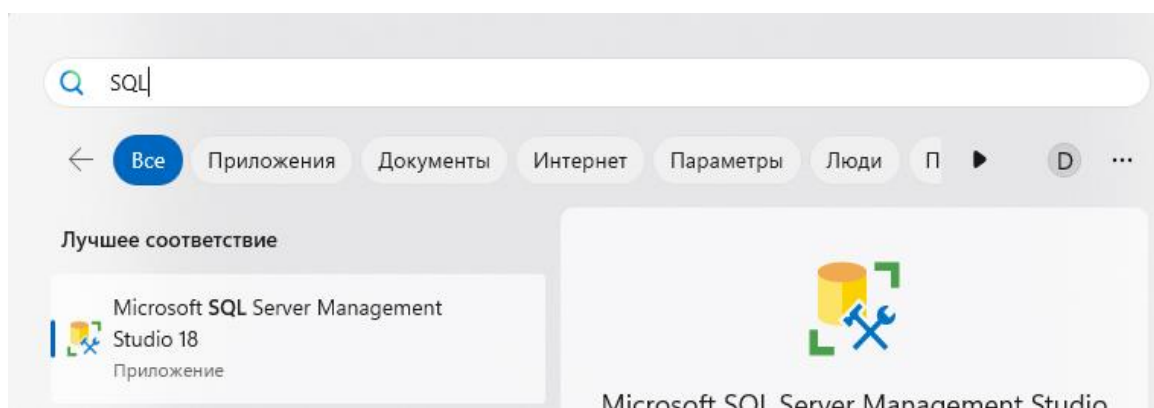 SQL
Все Приложения Документы Интернет Параметры Люди П D ...
Лучшее соответствие
Microsoft SQL Server Management
Studio 18
Приложение
Microsoft SQL Server Management Studio